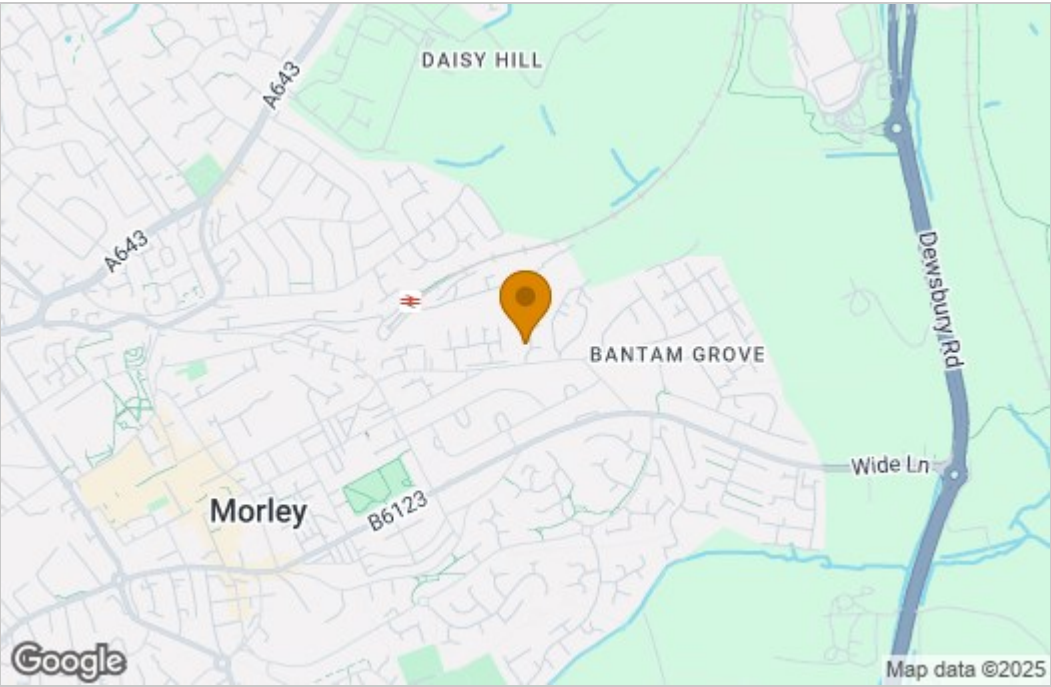 DAISY HILL
A643
A643
Dewsbury Rd
BANTAM GROVE
Wide Ln
Morley
B6123
Google
Map data ©2025